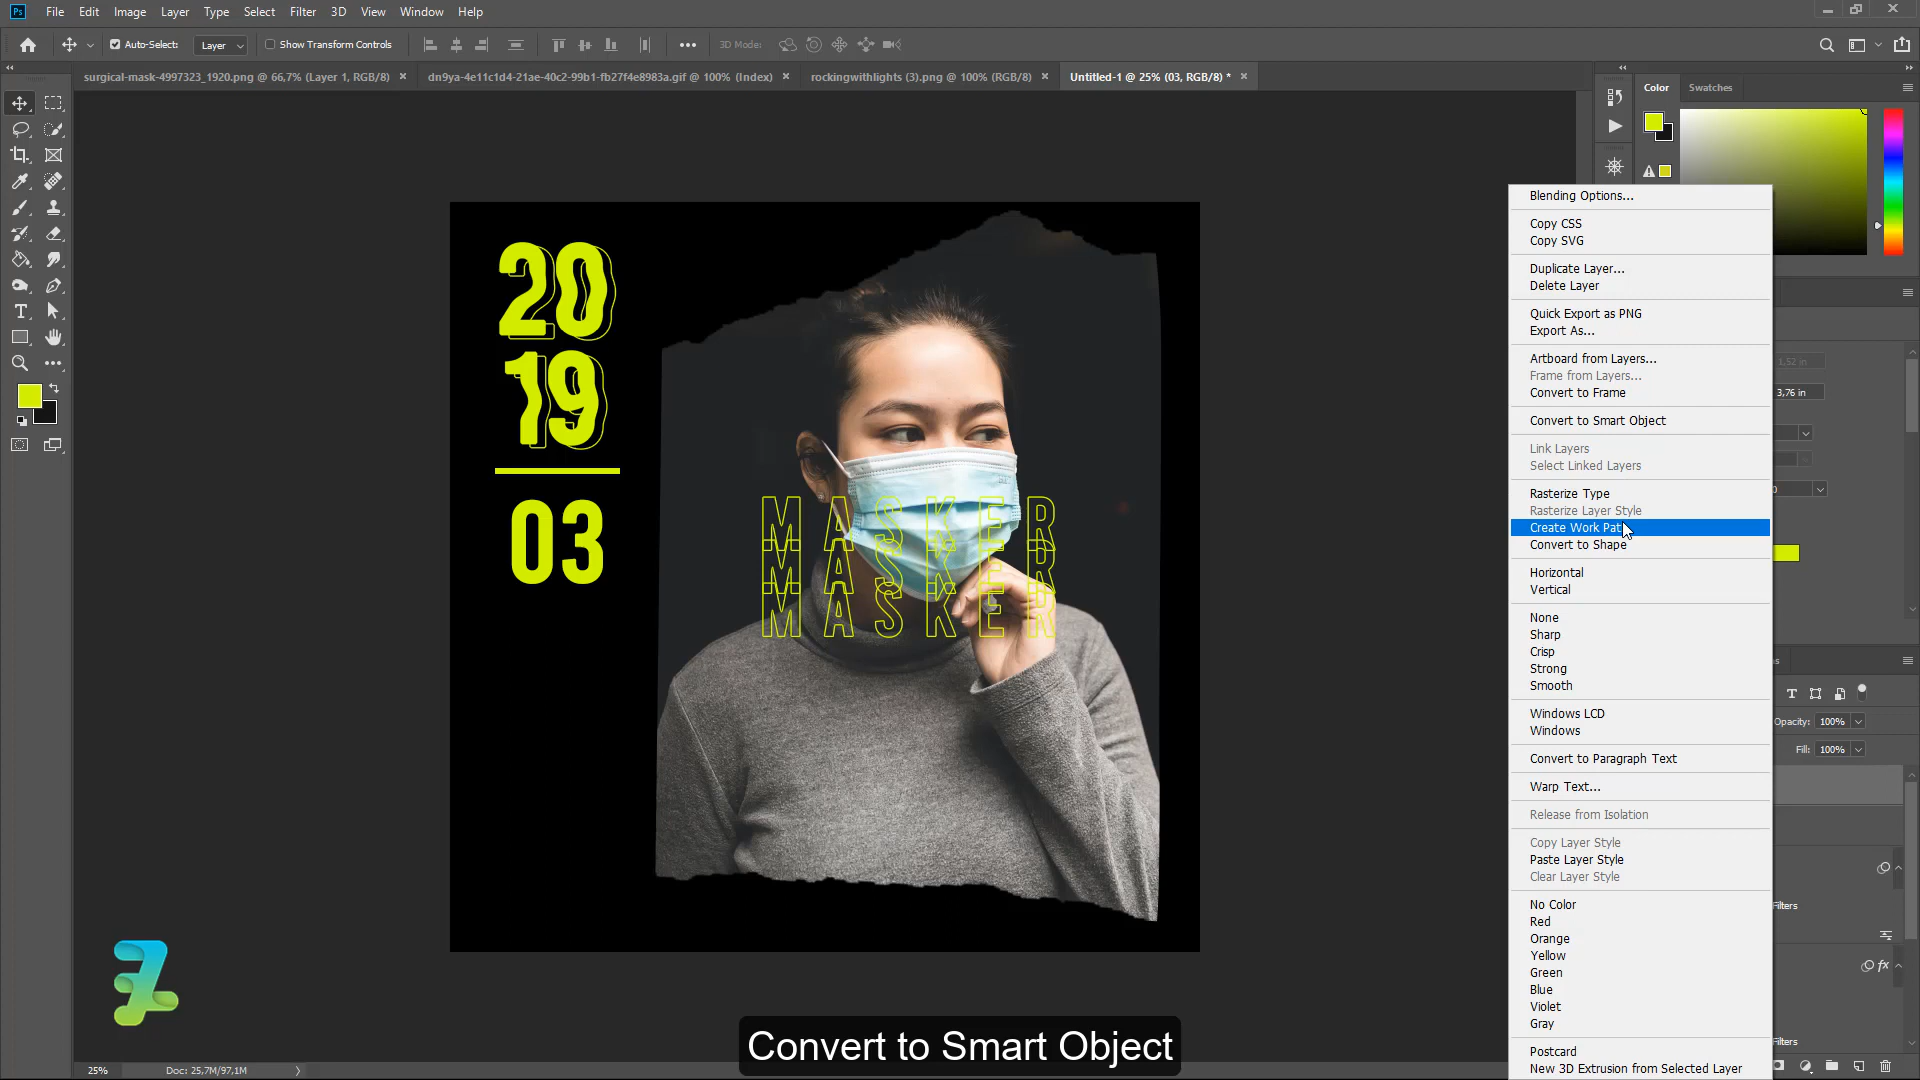 Ps File Edit Image Layer Type Select Filter 3D View Window Help
Auto-Select: Layer Show Transform Controls 3D Mode:
surgical-mask-4997323_1920.png @ 66,7% (Layer 1, RGB/8) × dn9ya-4e11c1d4-21ae-40c2-99b1-fb27f4e8983a.gif @ 100% (Index) × rockingwithlights (3).png @ 100% (RGB/8) × Untitled-1 @ 25% (03, RGB/8) * ×
Color Swatches
20
19
03
MASKER
MASKER
MASKER
Blending Options...
Copy CSS
Copy SVG
Duplicate Layer...
Delete Layer
Quick Export as PNG
Export As...
Artboard from Layers...
Frame from Layers...
Convert to Frame
Convert to Smart Object
Link Layers
Select Linked Layers
Rasterize Type
Rasterize Layer Style
Create Work Pat
Convert to Shape
Horizontal
Vertical
None
Sharp
Crisp
Strong
Smooth
Windows LCD
Windows
Convert to Paragraph Text
Warp Text...
Release from Isolation
Copy Layer Style
Paste Layer Style
Clear Layer Style
No Color
Red
Orange
Yellow
Green
Blue
Violet
Gray
Postcard
New 3D Extrusion from Selected Layer
1,52 in
3,76 in
Opacity: 100%
Fill: 100%
Filters
fx
Filters
Convert to Smart Object
25% Doc: 25,7M/97,1M